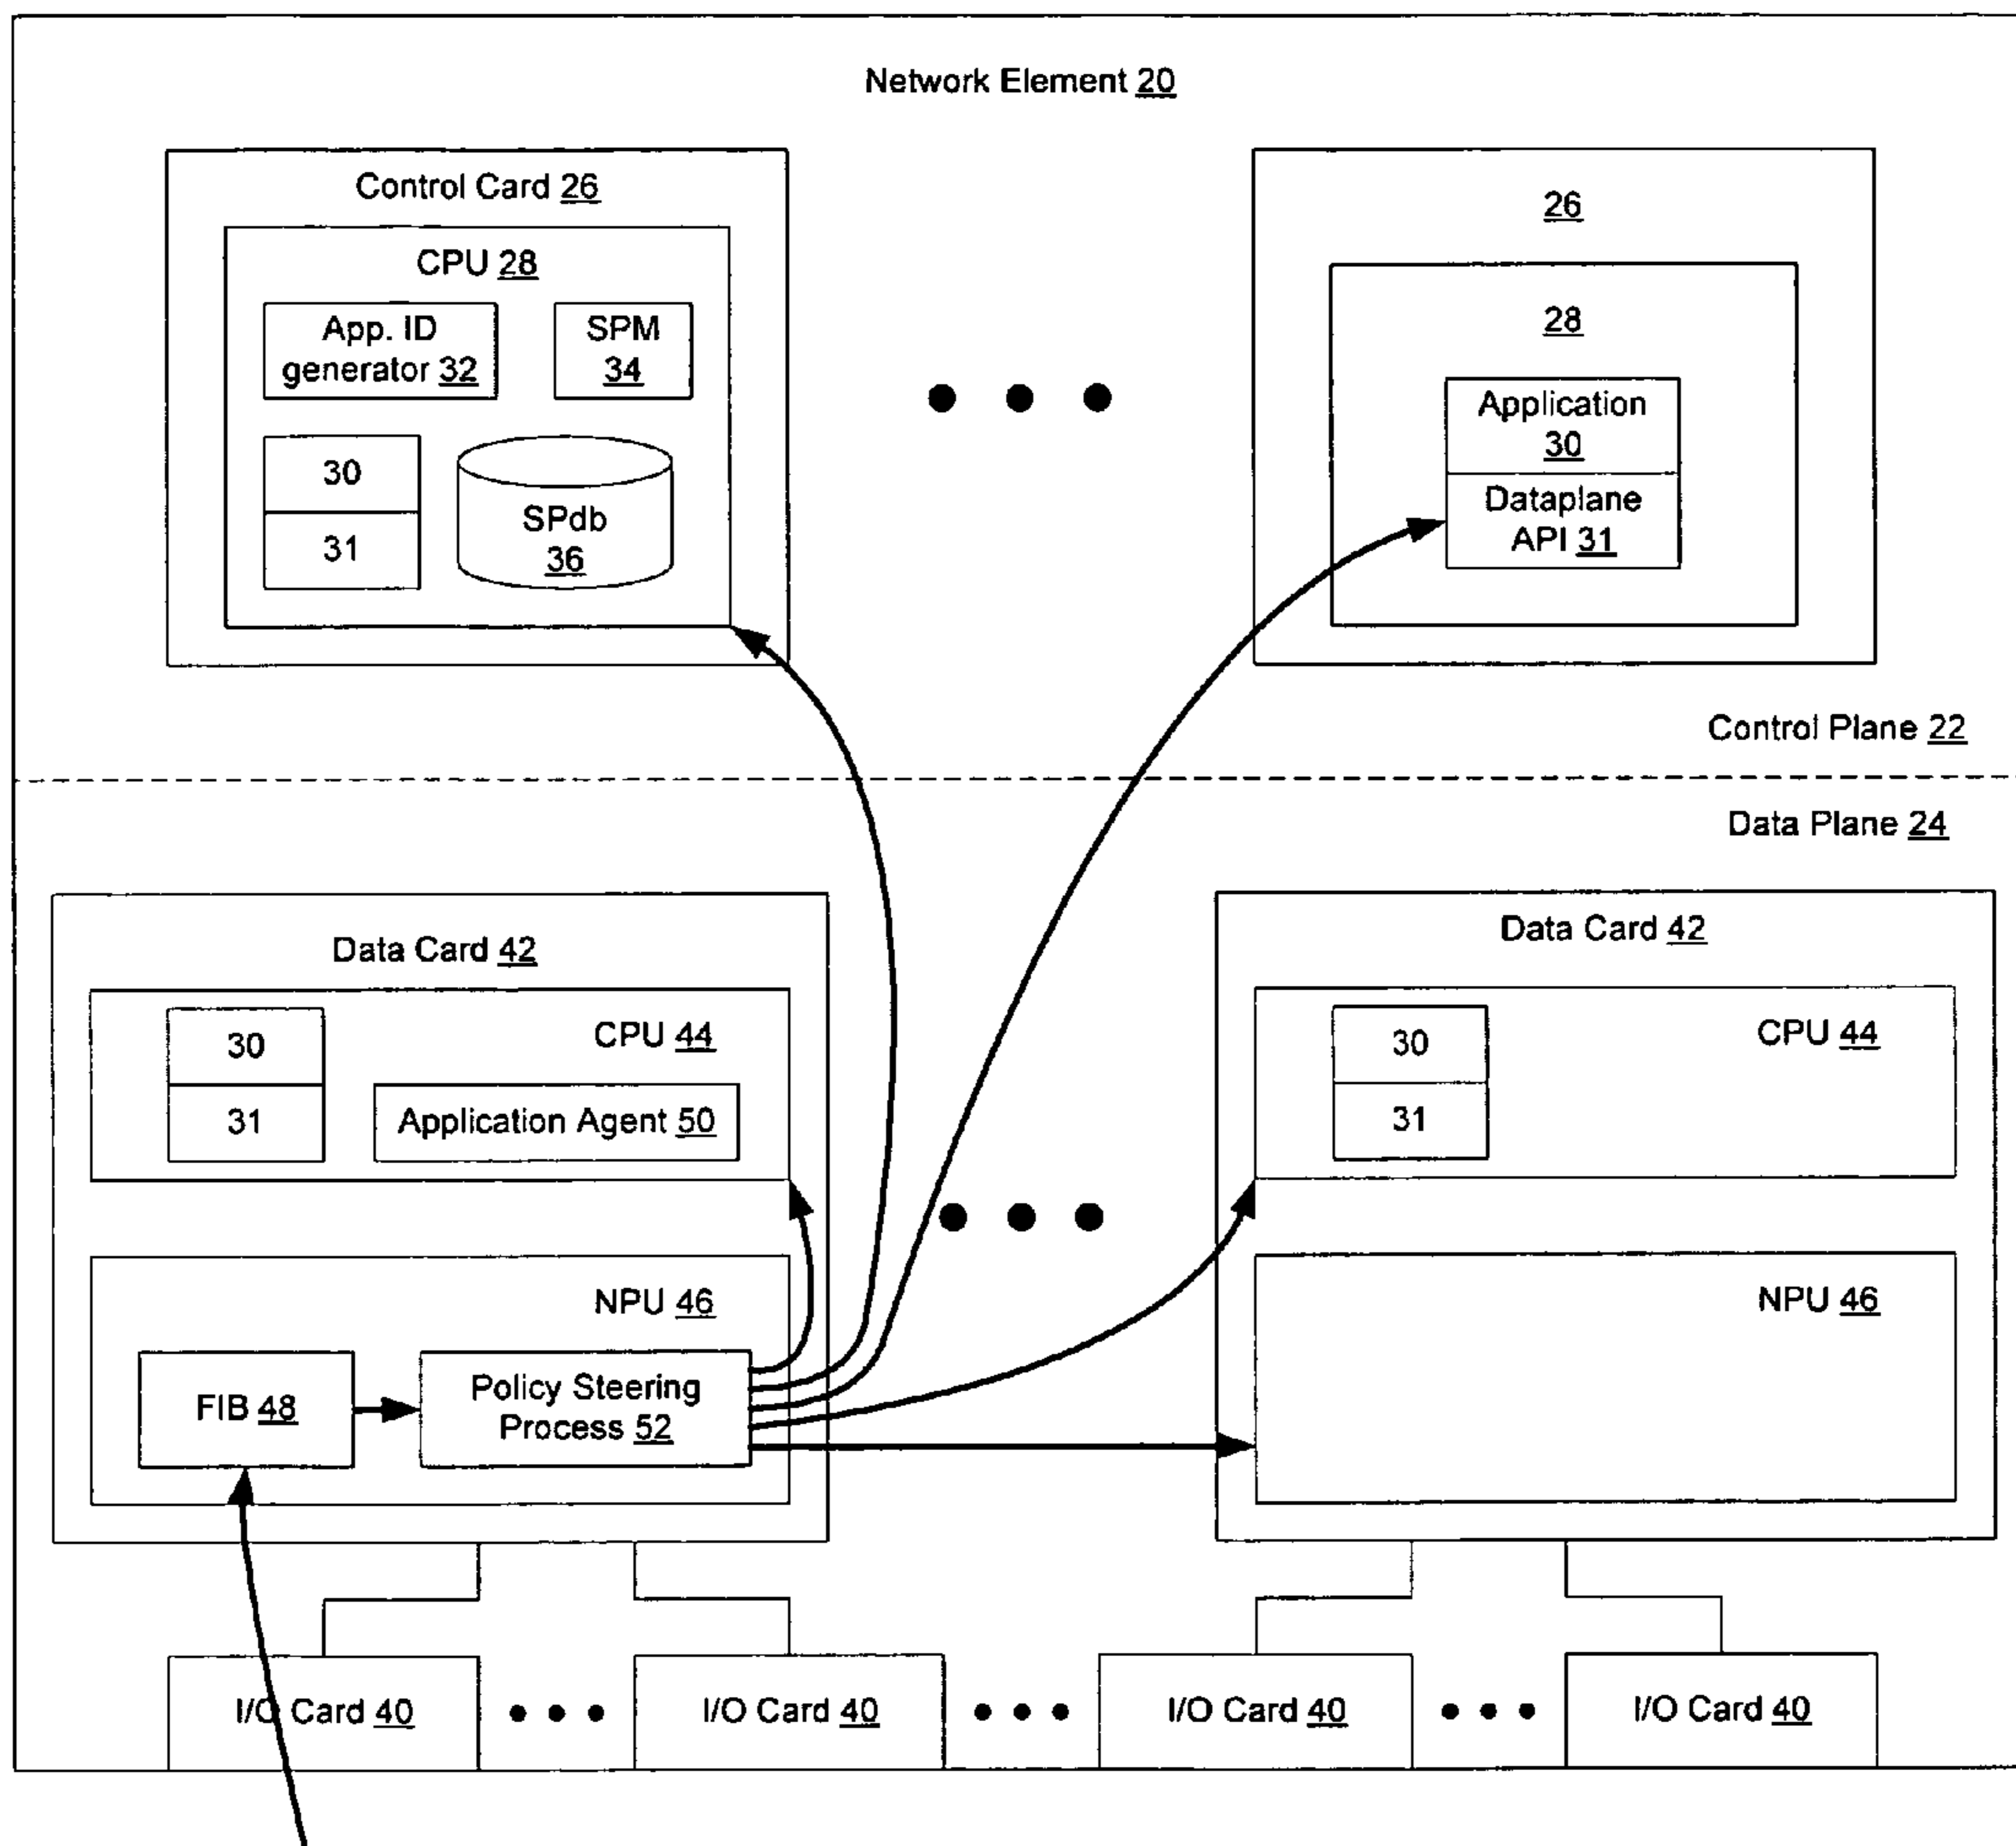 Network Element 20
Control Card 26
CPU 28
App. ID
generator 32
SPM
34
30
31
SPdb
36
26
28
Application
30
Dataplane
API 31
Control Plane 22
Data Plane 24
Data Card 42
30
31
CPU 44
Application Agent 50
NPU 46
FIB 48
Policy Steering
Process 52
Data Card 42
30
31
CPU 44
NPU 46
I/O Card 40
I/O Card 40
I/O Card 40
I/O Card 40